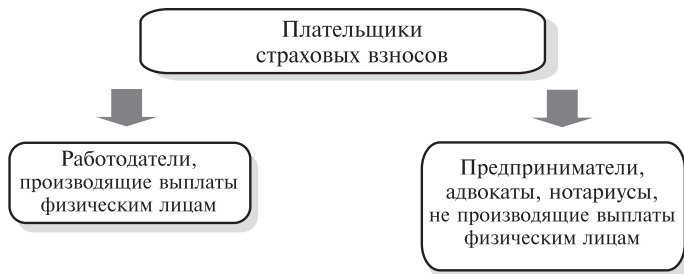 Плательщики
страховых взносов
Работодатели,
производящие выплаты
физическим лицам
Предприниматели,
адвокаты, нотариусы,
не производящие выплаты
физическим лицам